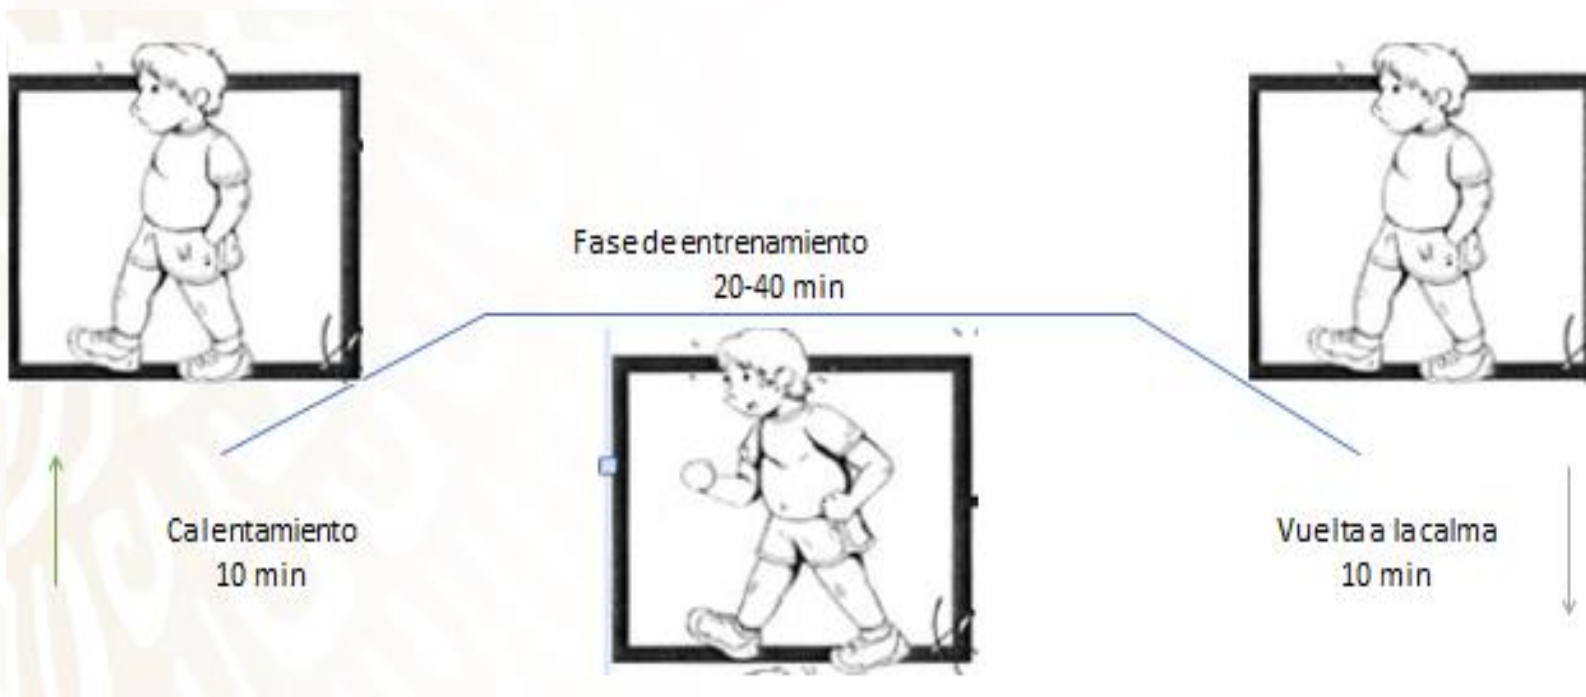 Fase de entrenamiento
20-40 min
Calentamiento
10 min
Vuelta a la calma
10 min